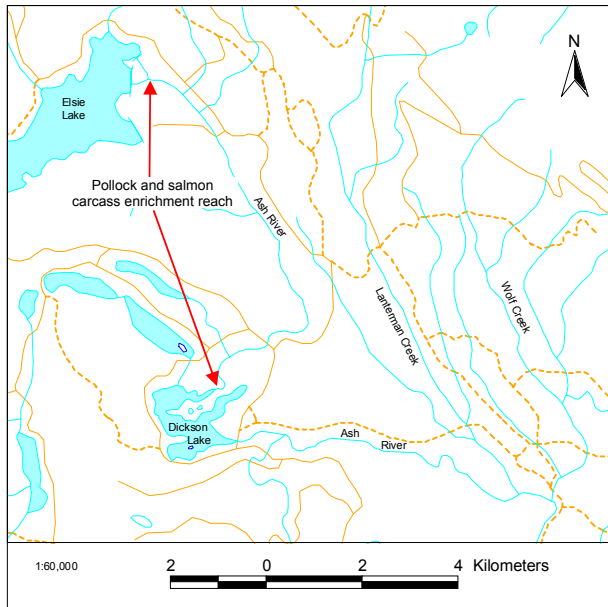 N
Elsie
Lake
Pollock and salmon
carcass enrichment reach
Ash River
Lanterman Creek
Wolf Creek
Dickson
Lake
Ash
River
1:60,000
2 0 2 4 Kilometers